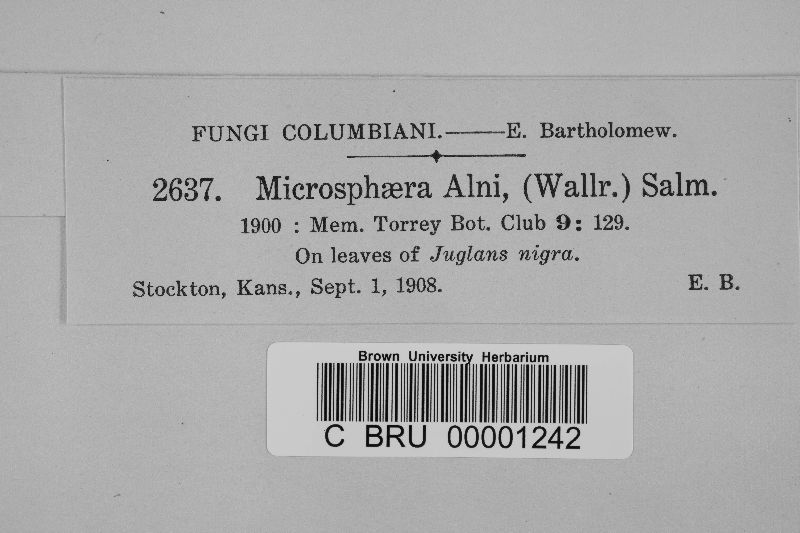 FUNGI COLUMBIANI.——E. Bartholomew.
2637. Microsphæra Alni, (Wallr.) Salm.
1900 : Mem. Torrey Bot. Club 9: 129.
On leaves of Juglans nigra.
Stockton, Kans., Sept. 1, 1908. E. B.
Brown University Herbarium
C BRU 00001242